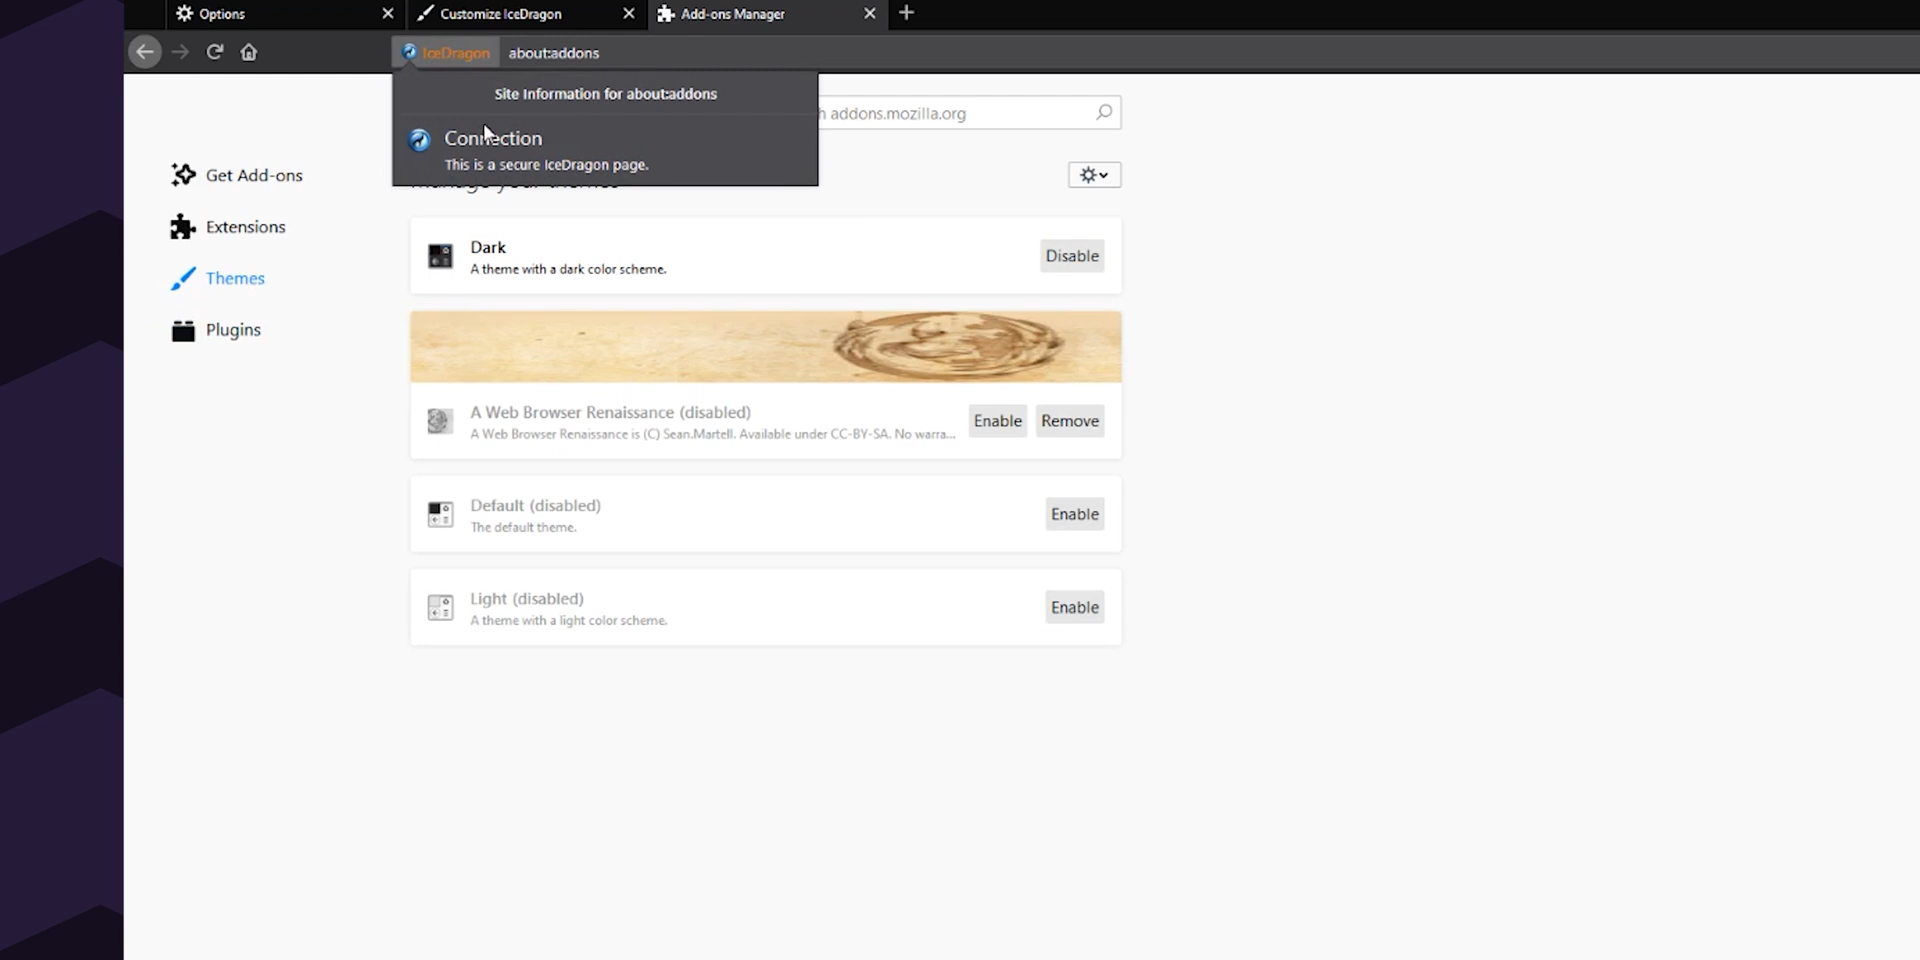 Options
Customize IceDragon
Add-ons Manager
IceDragon
about:addons
Site Information for about:addons
addons.mozilla.org
Connection
This is a secure IceDragon page.
Get Add-ons
Extensions
Themes
Plugins
Dark
A theme with a dark color scheme.
Disable
A Web Browser Renaissance (disabled)
A Web Browser Renaissance is (C) Sean.Martell. Available under CC-BY-SA. No warra...
Enable
Remove
Default (disabled)
The default theme.
Enable
Light (disabled)
A theme with a light color scheme.
Enable